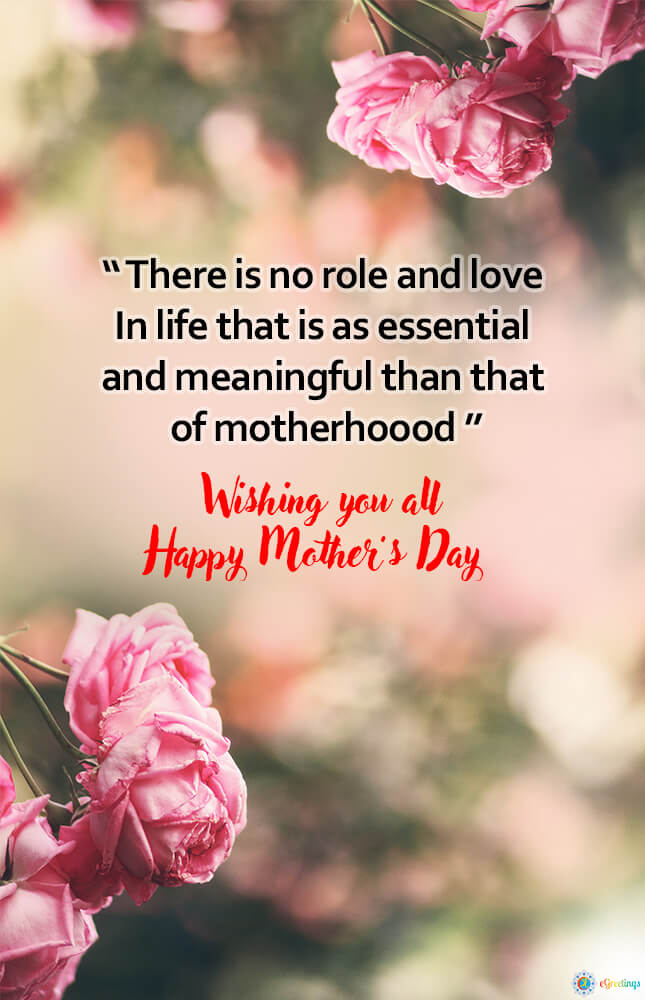 “ There is no role and love
In life that is as essential
and meaningful than that
of motherhoood ”
Wishing you all
Happy Mother's Day
eGreetings